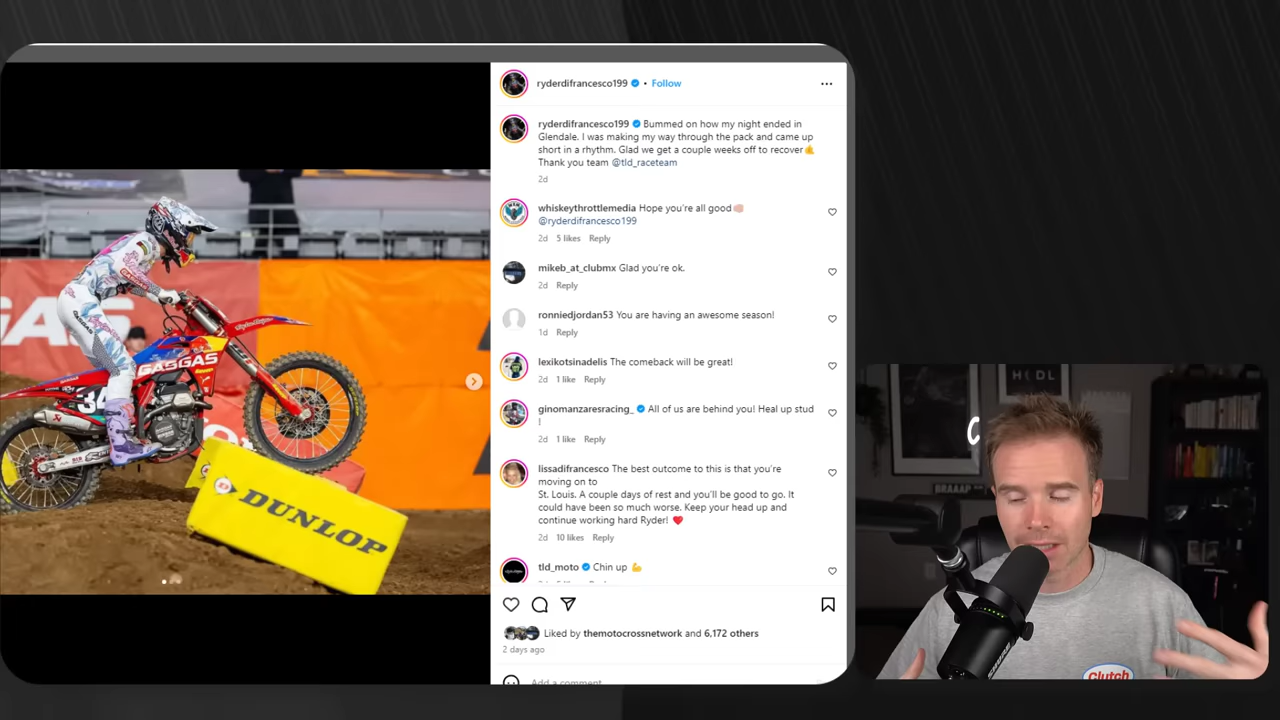 ryderdifrancesco199 • Follow
ryderdifrancesco199 Bummed on how my night ended in
Glendale. I was making my way through the pack and came up
short in a rhythm. Glad we get a couple weeks off to recover🤙
Thank you team @tld_raceteam
2d
whiskeythrottlemedia Hope you're all good👊🏼
@ryderdifrancesco199
2d 5 likes Reply
mikeb_at_clubmx Glad you're ok.
2d Reply
ronniejordan53 You are having an awesome season!
1d Reply
lexikotsinadelis The comeback will be great!
2d 1 like Reply
ginomanzaresracing_ All of us are behind you! Heal up stud
!
2d 1 like Reply
lissadifrancesco The best outcome to this is that you're
moving on to
St. Louis. A couple days of rest and you'll be good to go. It
could have been so much worse. Keep your head up and
continue working hard Ryder! ❤️
2d 10 likes Reply
tld_moto Chin up 💪
Liked by themotocrossnetwork and 6,172 others
2 days ago
Add a comment
GAS
GASGAS
34
DUNLOP
HODL
BRAAAP
Clutch